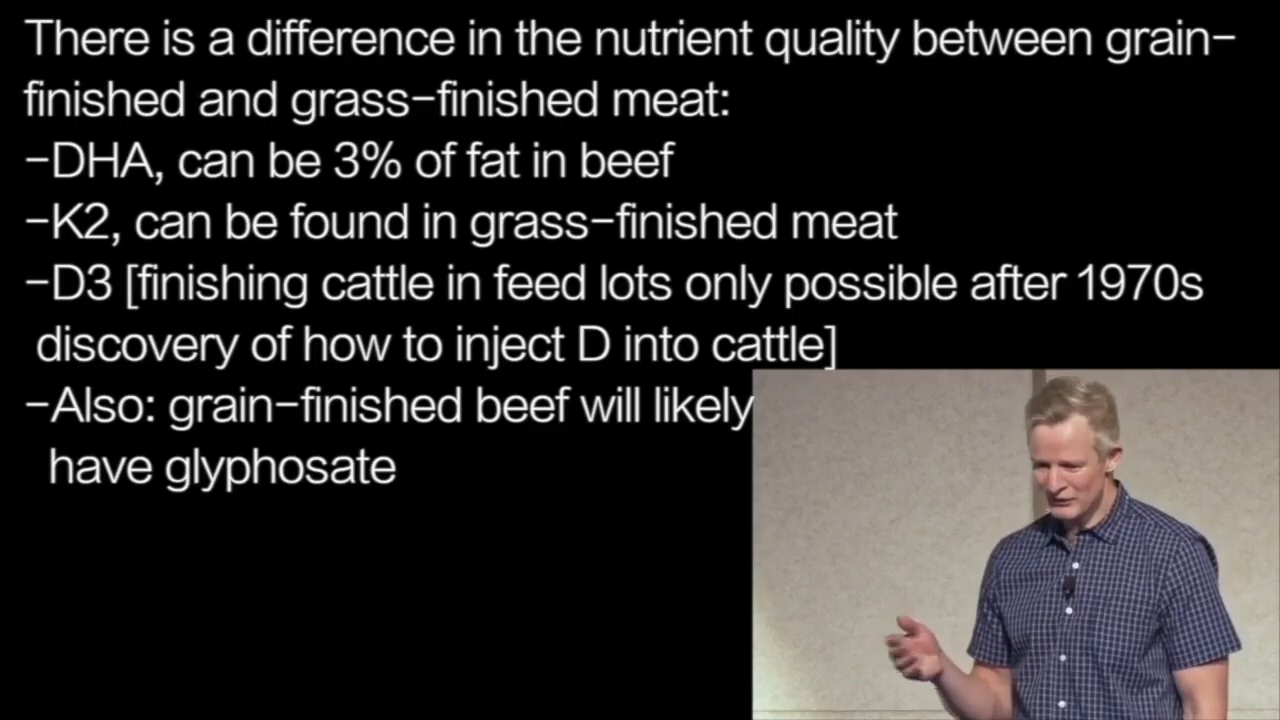 There is a difference in the nutrient quality between grain-
finished and grass-finished meat:
-DHA, can be 3% of fat in beef
-K2, can be found in grass-finished meat
-D3 [finishing cattle in feed lots only possible after 1970s
discovery of how to inject D into cattle]
-Also: grain-finished beef will likely
have glyphosate